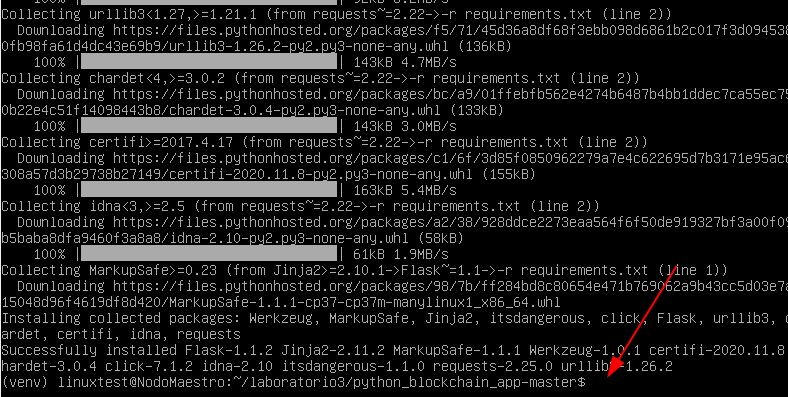 Collecting urllib3<1.27,>=1.21.1 (from requests~=2.22->-r requirements.txt (line 2))
Downloading https://files.pythonhosted.org/packages/f5/71/45d36a8df68f3ebb098d6861b2c017f3d094538
0fb98fa61d4dc43e69b9/urllib3-1.26.2-py2.py3-none-any.whl (136kB)
100% | | 143kB 4.7MB/s
Collecting chardet<4,>=3.0.2 (from requests~=2.22->-r requirements.txt (line 2))
Downloading https://files.pythonhosted.org/packages/bc/a9/01ffebfb562e4274b6487b4bb1ddec7ca55ec75
0b22e4c51f14098443b8/chardet-3.0.4-py2.py3-none-any.whl (133kB)
100% | | 143kB 3.0MB/s
Collecting certifi>=2017.4.17 (from requests~=2.22->-r requirements.txt (line 2))
Downloading https://files.pythonhosted.org/packages/c1/6f/3d85f0850962279a7e4c622695d7b3171e95ac6
308a57d3b29738b27149/certifi-2020.11.8-py2.py3-none-any.whl (155kB)
100% | | 163kB 5.4MB/s
Collecting idna<3,>=2.5 (from requests~=2.22->-r requirements.txt (line 2))
Downloading https://files.pythonhosted.org/packages/a2/38/928ddce2273eaa564f6f50de919327bf3a00f09
b5baba8dfa9460f3a8a8/idna-2.10-py2.py3-none-any.whl (58kB)
100% | | 61kB 1.9MB/s
Collecting MarkupSafe>=0.23 (from Jinja2>=2.10.1->Flask~=1.1->-r requirements.txt (line 1))
Downloading https://files.pythonhosted.org/packages/98/7b/ff284bd8c80654e471b769062a9b43cc5d03e7a
15048d96f4619df8d420/MarkupSafe-1.1.1-cp37-cp37m-manylinux1_x86_64.whl
Installing collected packages: Werkzeug, MarkupSafe, Jinja2, itsdangerous, click, Flask, urllib3, c
ardet, certifi, idna, requests
Successfully installed Flask-1.1.2 Jinja2-2.11.2 MarkupSafe-1.1.1 Werkzeug-1.0.1 certifi-2020.11.8
hardet-3.0.4 click-7.1.2 idna-2.10 itsdangerous-1.1.0 requests-2.25.0 urllib3-1.26.2
(venv) linuxtest@NodoMaestro:~/laboratorio3/python_blockchain_app-master$